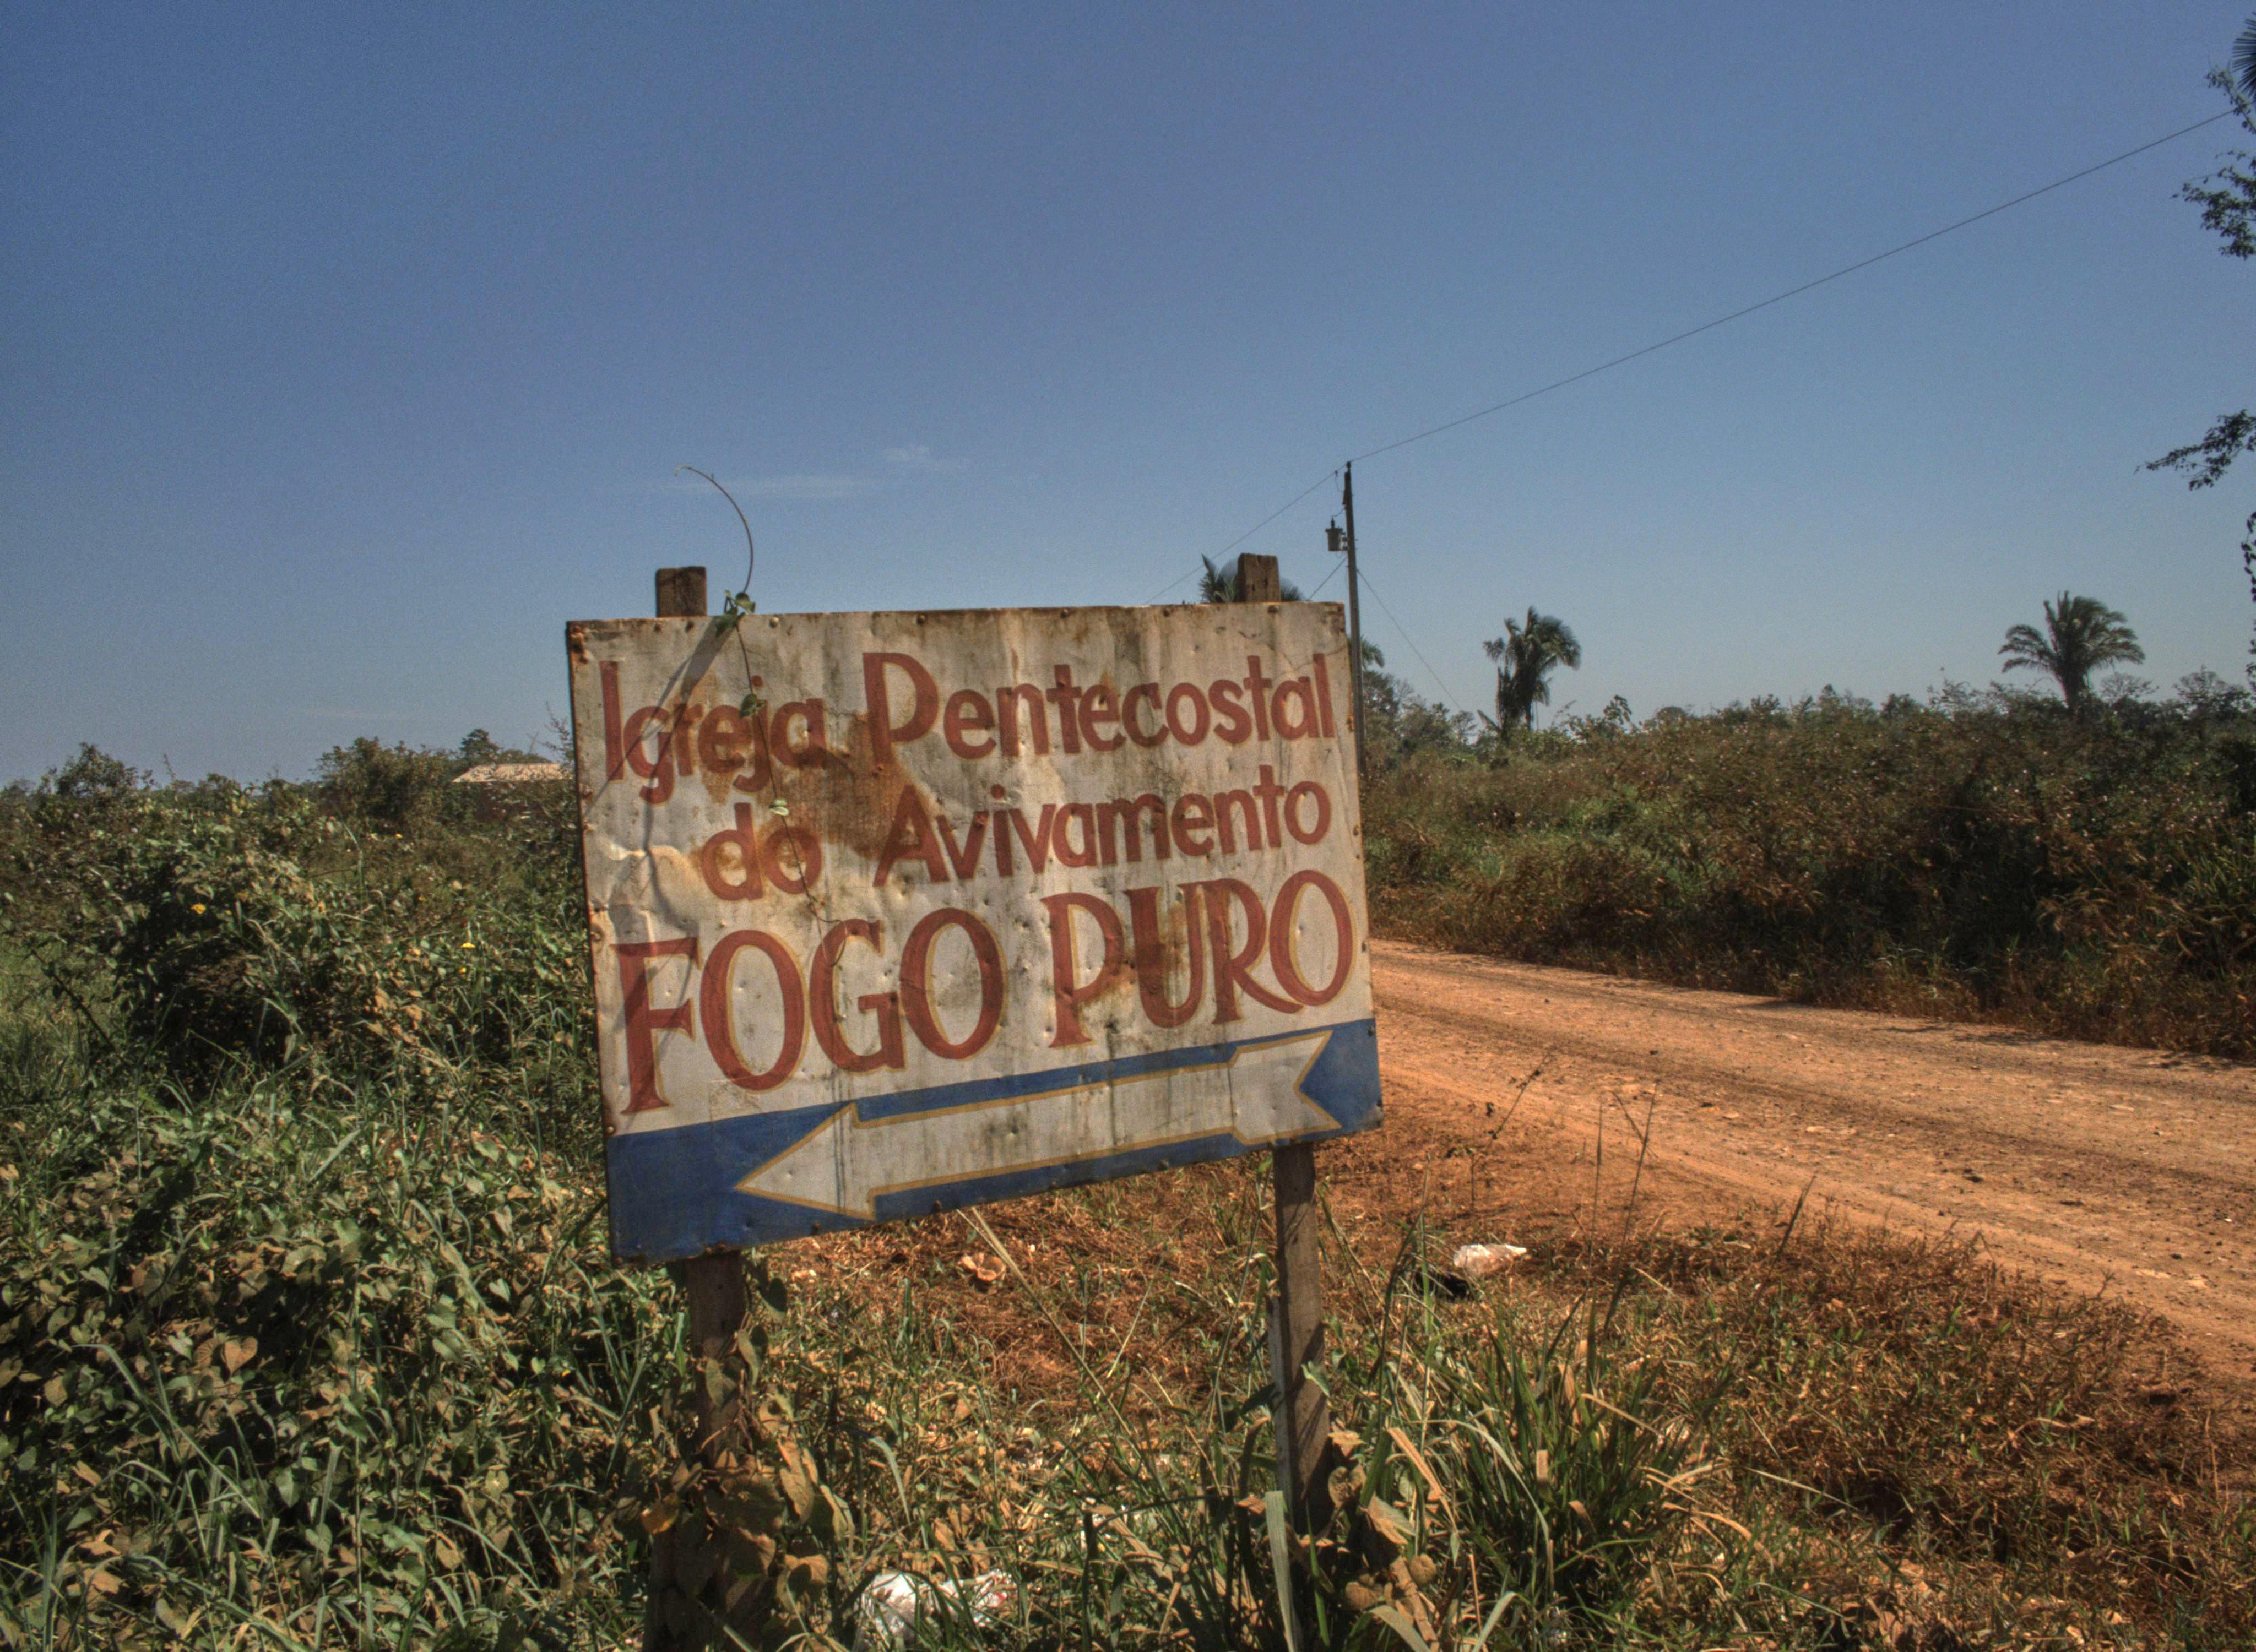 Igreja Pentecostal
do Avivamento
FOGO PURO